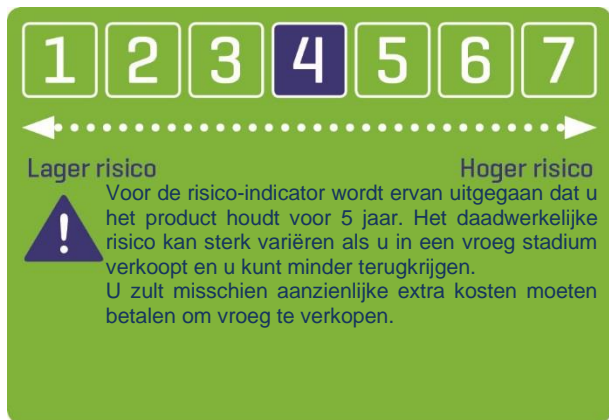 1 2 3 4 5 6 7
Lager risico Hoger risico
!
Voor de risico-indicator wordt ervan uitgegaan dat u
het product houdt voor 5 jaar. Het daadwerkelijke
risico kan sterk variëren als u in een vroeg stadium
verkoopt en u kunt minder terugkrijgen.
U zult misschien aanzienlijke extra kosten moeten
betalen om vroeg te verkopen.